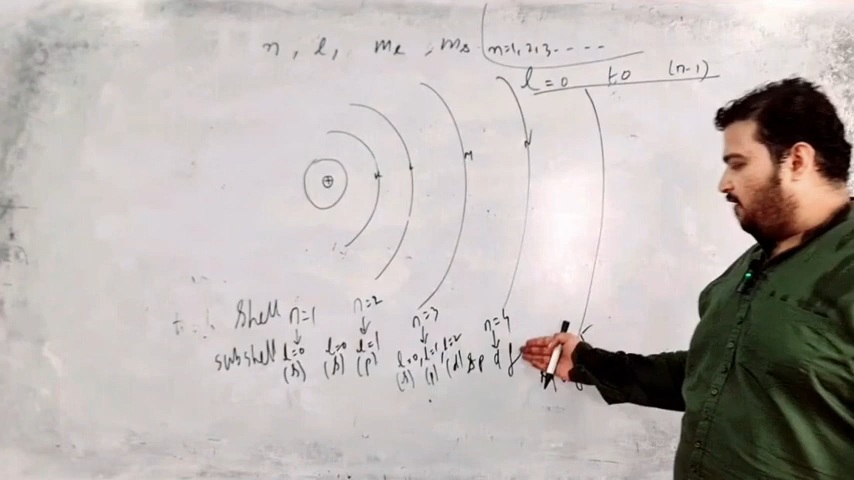 n, l, ml, ms n=1,2,3.....
l=0 to (n-1)
+
K
M
Shell n=1 n=2 n=3 n=4
Subshell l=0 l=0 l=1 l=0, l=1, l=2 s p d f
(s) (s) (p) (s) (p) (d)